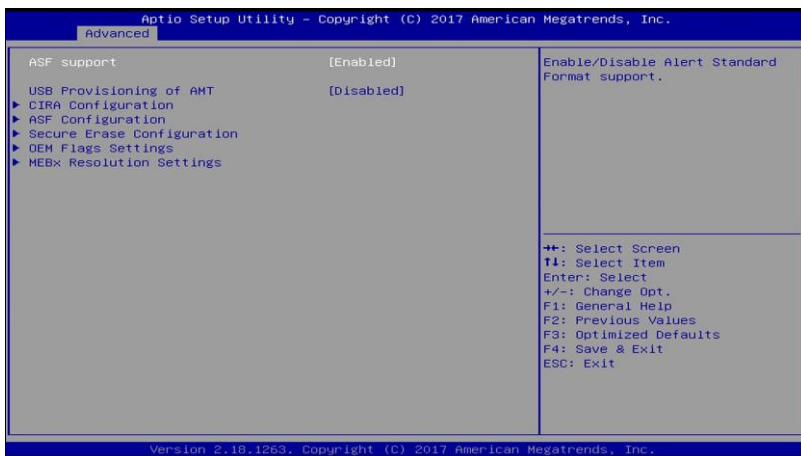 Aptio Setup Utility – Copyright (C) 2017 American Megatrends, Inc.
Advanced
ASF support [Enabled]
USB Provisioning of AMT [Disabled]
► CIRA Configuration
► ASF Configuration
► Secure Erase Configuration
► OEM Flags Settings
► MEBx Resolution Settings
Enable/Disable Alert Standard
Format support.
→←: Select Screen
↑↓: Select Item
Enter: Select
+/-: Change Opt.
F1: General Help
F2: Previous Values
F3: Optimized Defaults
F4: Save & Exit
ESC: Exit
Version 2.18.1263. Copyright (C) 2017 American Megatrends, Inc.